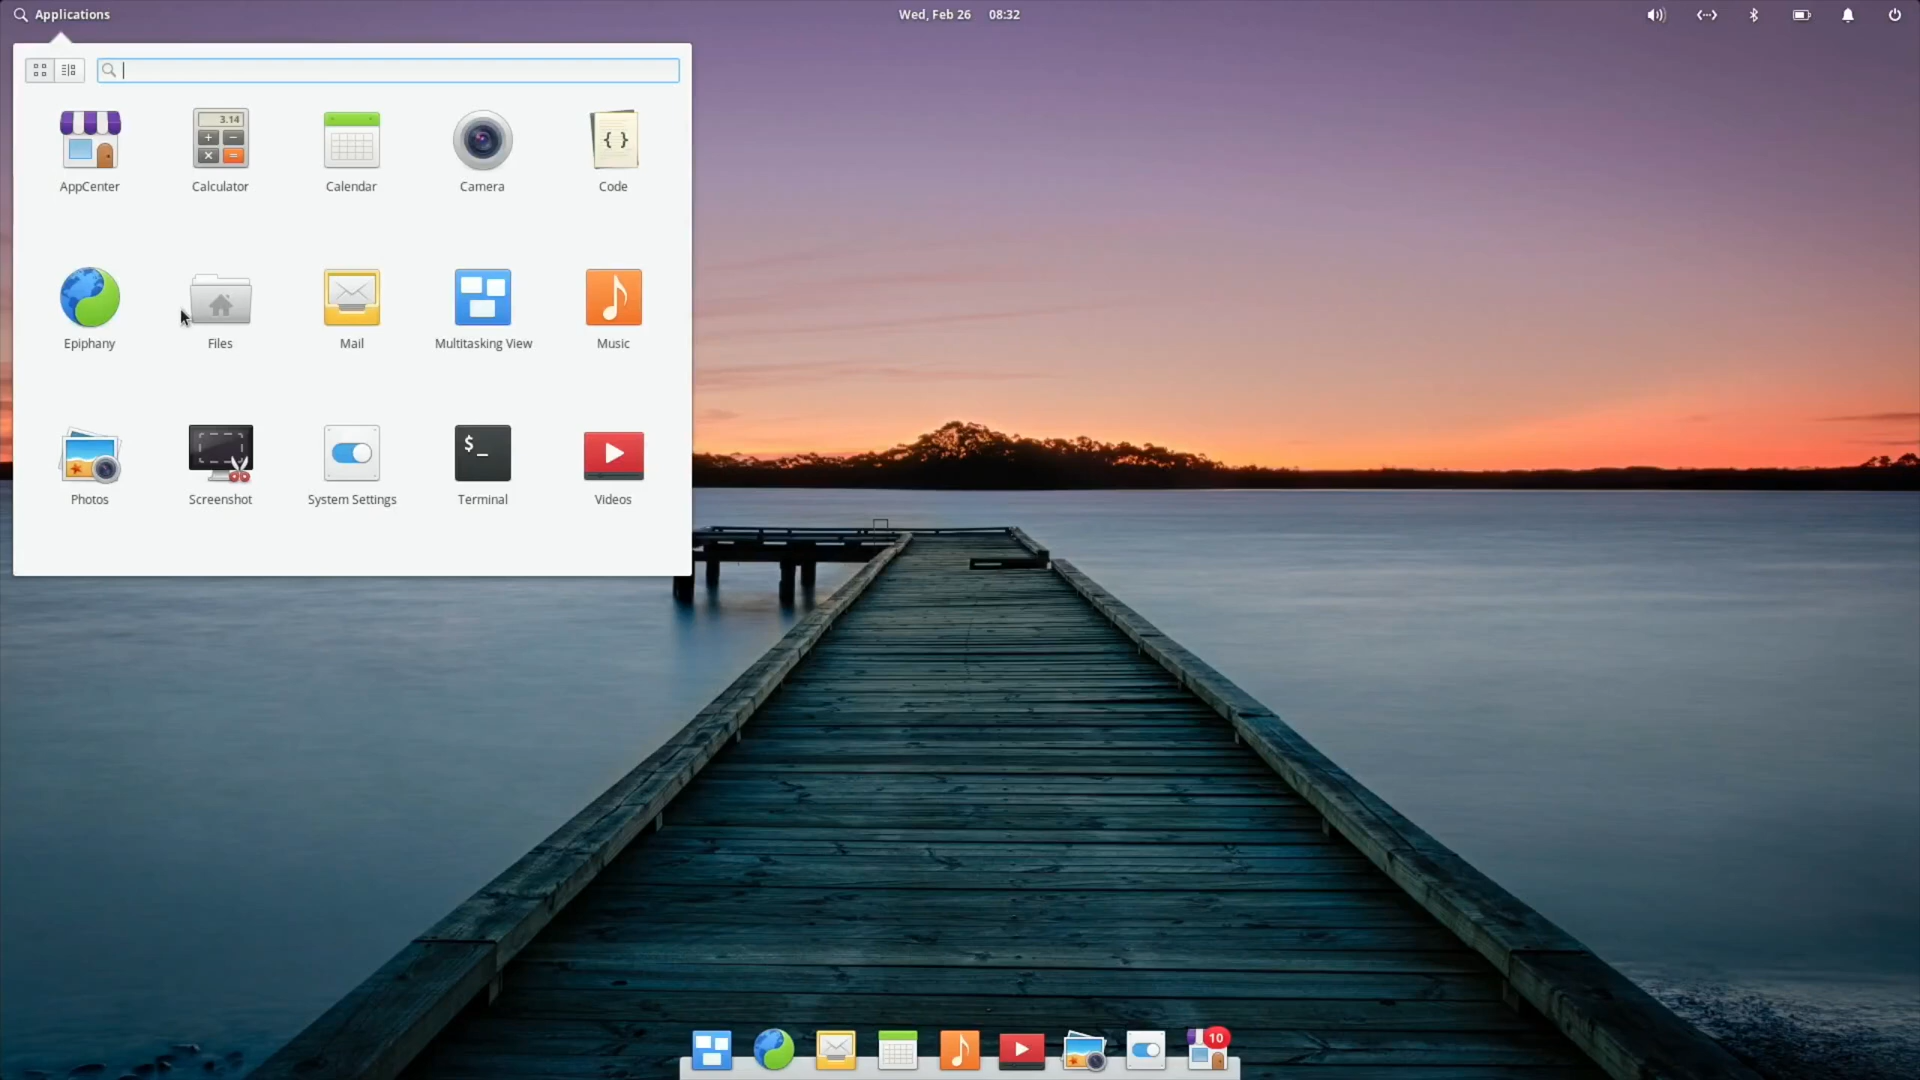 Applications
Wed, Feb 26 08:32
3.14
AppCenter
Calculator
Calendar
Camera
Code
Epiphany
Files
Mail
Multitasking View
Music
$_
Photos
Screenshot
System Settings
Terminal
Videos
10